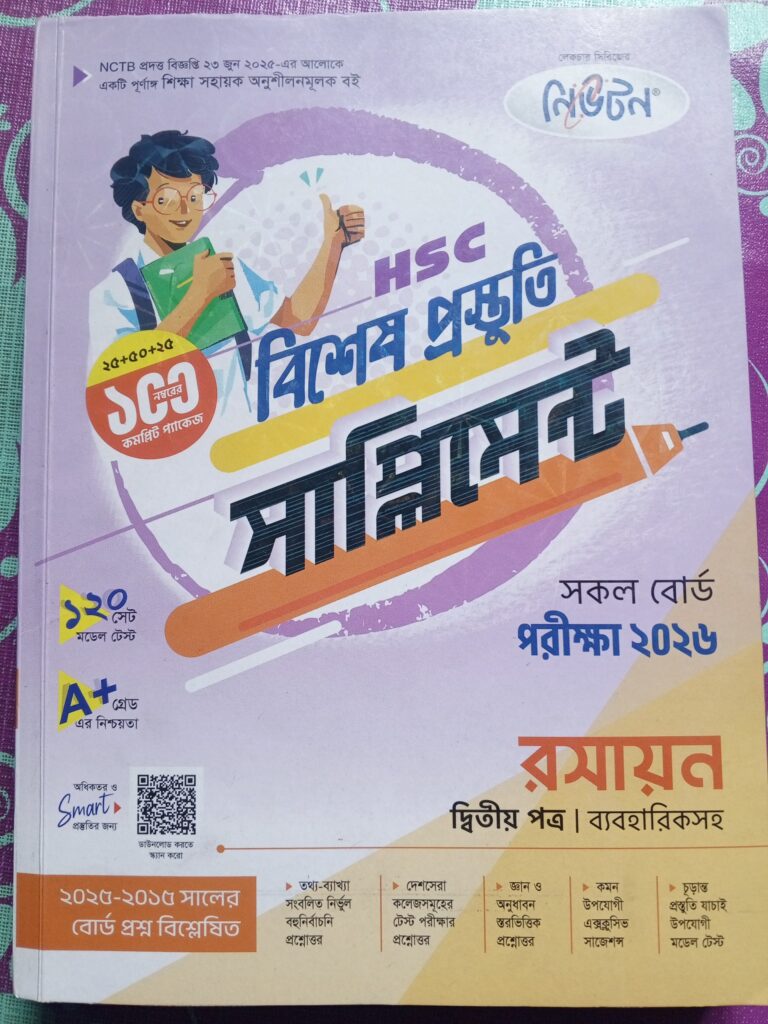 NCTB প্রদত্ত বিজ্ঞপ্তি ২৩ জুন ২০২৫-এর আলোকে
একটি পূর্ণাঙ্গ শিক্ষা সহায়ক অনুশীলনমূলক বই
লেকচার সিরিজের
নিউটন®
HSC
বিশেষ প্রস্তুতি
সাপ্লিমেন্ট
২৫+৫০+২৫
১০০
নম্বরের
কমপ্লিট প্যাকেজ
১২০ সেট
মডেল টেস্ট
A+ গ্রেড
এর নিশ্চয়তা
সকল বোর্ড
পরীক্ষা ২০২৬
রসায়ন
দ্বিতীয় পত্র | ব্যবহারিকসহ
অধিকতর ও
Smart
প্রস্তুতির জন্য
ডাউনলোড করতে
স্ক্যান করো
২০২৫-২০১৫ সালের
বোর্ড প্রশ্ন বিশ্লেষিত
তথ্য-ব্যাখ্যা
সংবলিত নির্ভুল
বহুনির্বাচনি
প্রশ্নোত্তর
দেশসেরা
কলেজসমূহের
টেস্ট পরীক্ষার
প্রশ্নোত্তর
জ্ঞান ও
অনুধাবন
স্তরভিত্তিক
প্রশ্নোত্তর
কমন
উপযোগী
এক্সক্লুসিভ
সাজেশন্স
চূড়ান্ত
প্রস্তুতি যাচাই
উপযোগী
মডেল টেস্ট